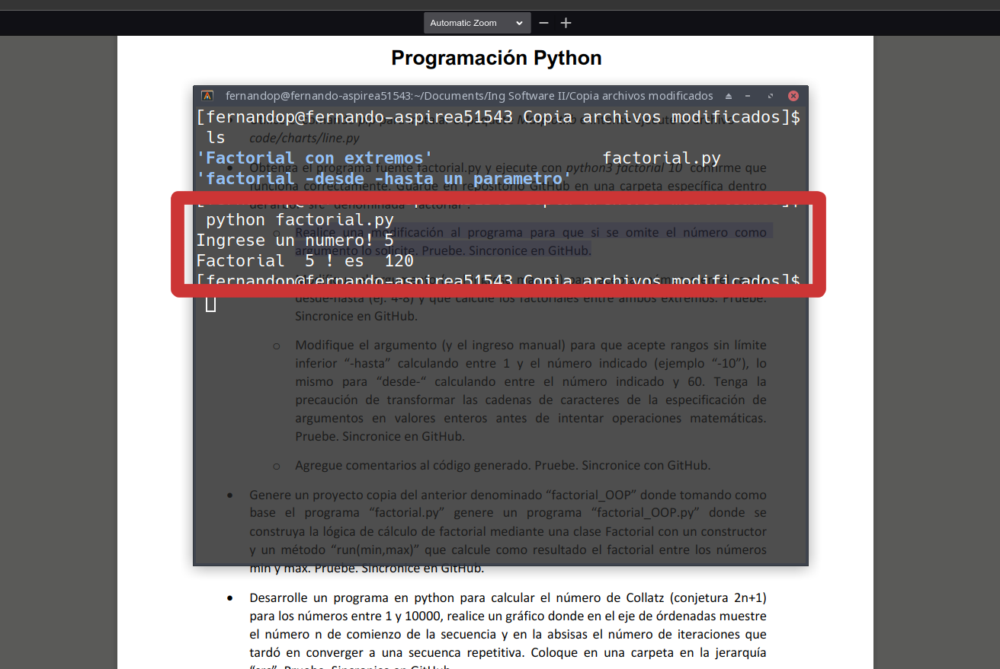 Automatic Zoom
Programación Python
fernandop@fernando-aspirea51543:~/Documents/Ing Software II/Copia archivos modificados
[fernandop@fernando-aspirea51543 Copia archivos modificados]$
ls
code/charts/line.py
'Factorial con extremos' factorial.py
Obtenga el programa fuente factorial.py y ejecute con python3 factorial 10 confirme que
'factorial -desde -hasta un parametro'
funciona correctamente. Guarde en repositorio GitHub en una carpeta específica dentro
python factorial.py
Realice una modificación al programa para que si se omite el número como
Ingrese un numero! 5
argumento lo solicite. Pruebe. Sincronice en GitHub.
Factorial 5 ! es 120
[fernandop@fernando-aspirea51543 Copia archivos modificados]$
desde-hasta (ej. 4-8) y que calcule los factoriales entre ambos extremos. Pruebe.
Sincronice en GitHub.
Modifique el argumento (y el ingreso manual) para que acepte rangos sin límite
inferior “-hasta” calculando entre 1 y el número indicado (ejemplo “-10”), lo
mismo para “desde-“ calculando entre el número indicado y 60. Tenga la
precaución de transformar las cadenas de caracteres de la especificación de
argumentos en valores enteros antes de intentar operaciones matemáticas.
Pruebe. Sincronice en GitHub.
Agregue comentarios al código generado. Pruebe. Sincronice con GitHub.
Genere un proyecto copia del anterior denominado “factorial_OOP” donde tomando como
base el programa “factorial.py” genere un programa “factorial_OOP.py” donde se
construya la lógica de cálculo de factorial mediante una clase Factorial con un constructor
y un método “run(min,max)” que calcule como resultado el factorial entre los números
min y max. Pruebe. Sincronice en GitHub.
Desarrolle un programa en python para calcular el número de Collatz (conjetura 2n+1)
para los números entre 1 y 10000, realice un gráfico donde en el eje de órdenadas muestre
el número n de comienzo de la secuencia y en la absisas el número de iteraciones que
tardó en converger a una secuenca repetitiva. Coloque en una carpeta en la jerarquía
“src”. Pruebe. Sincronice en GitHub.